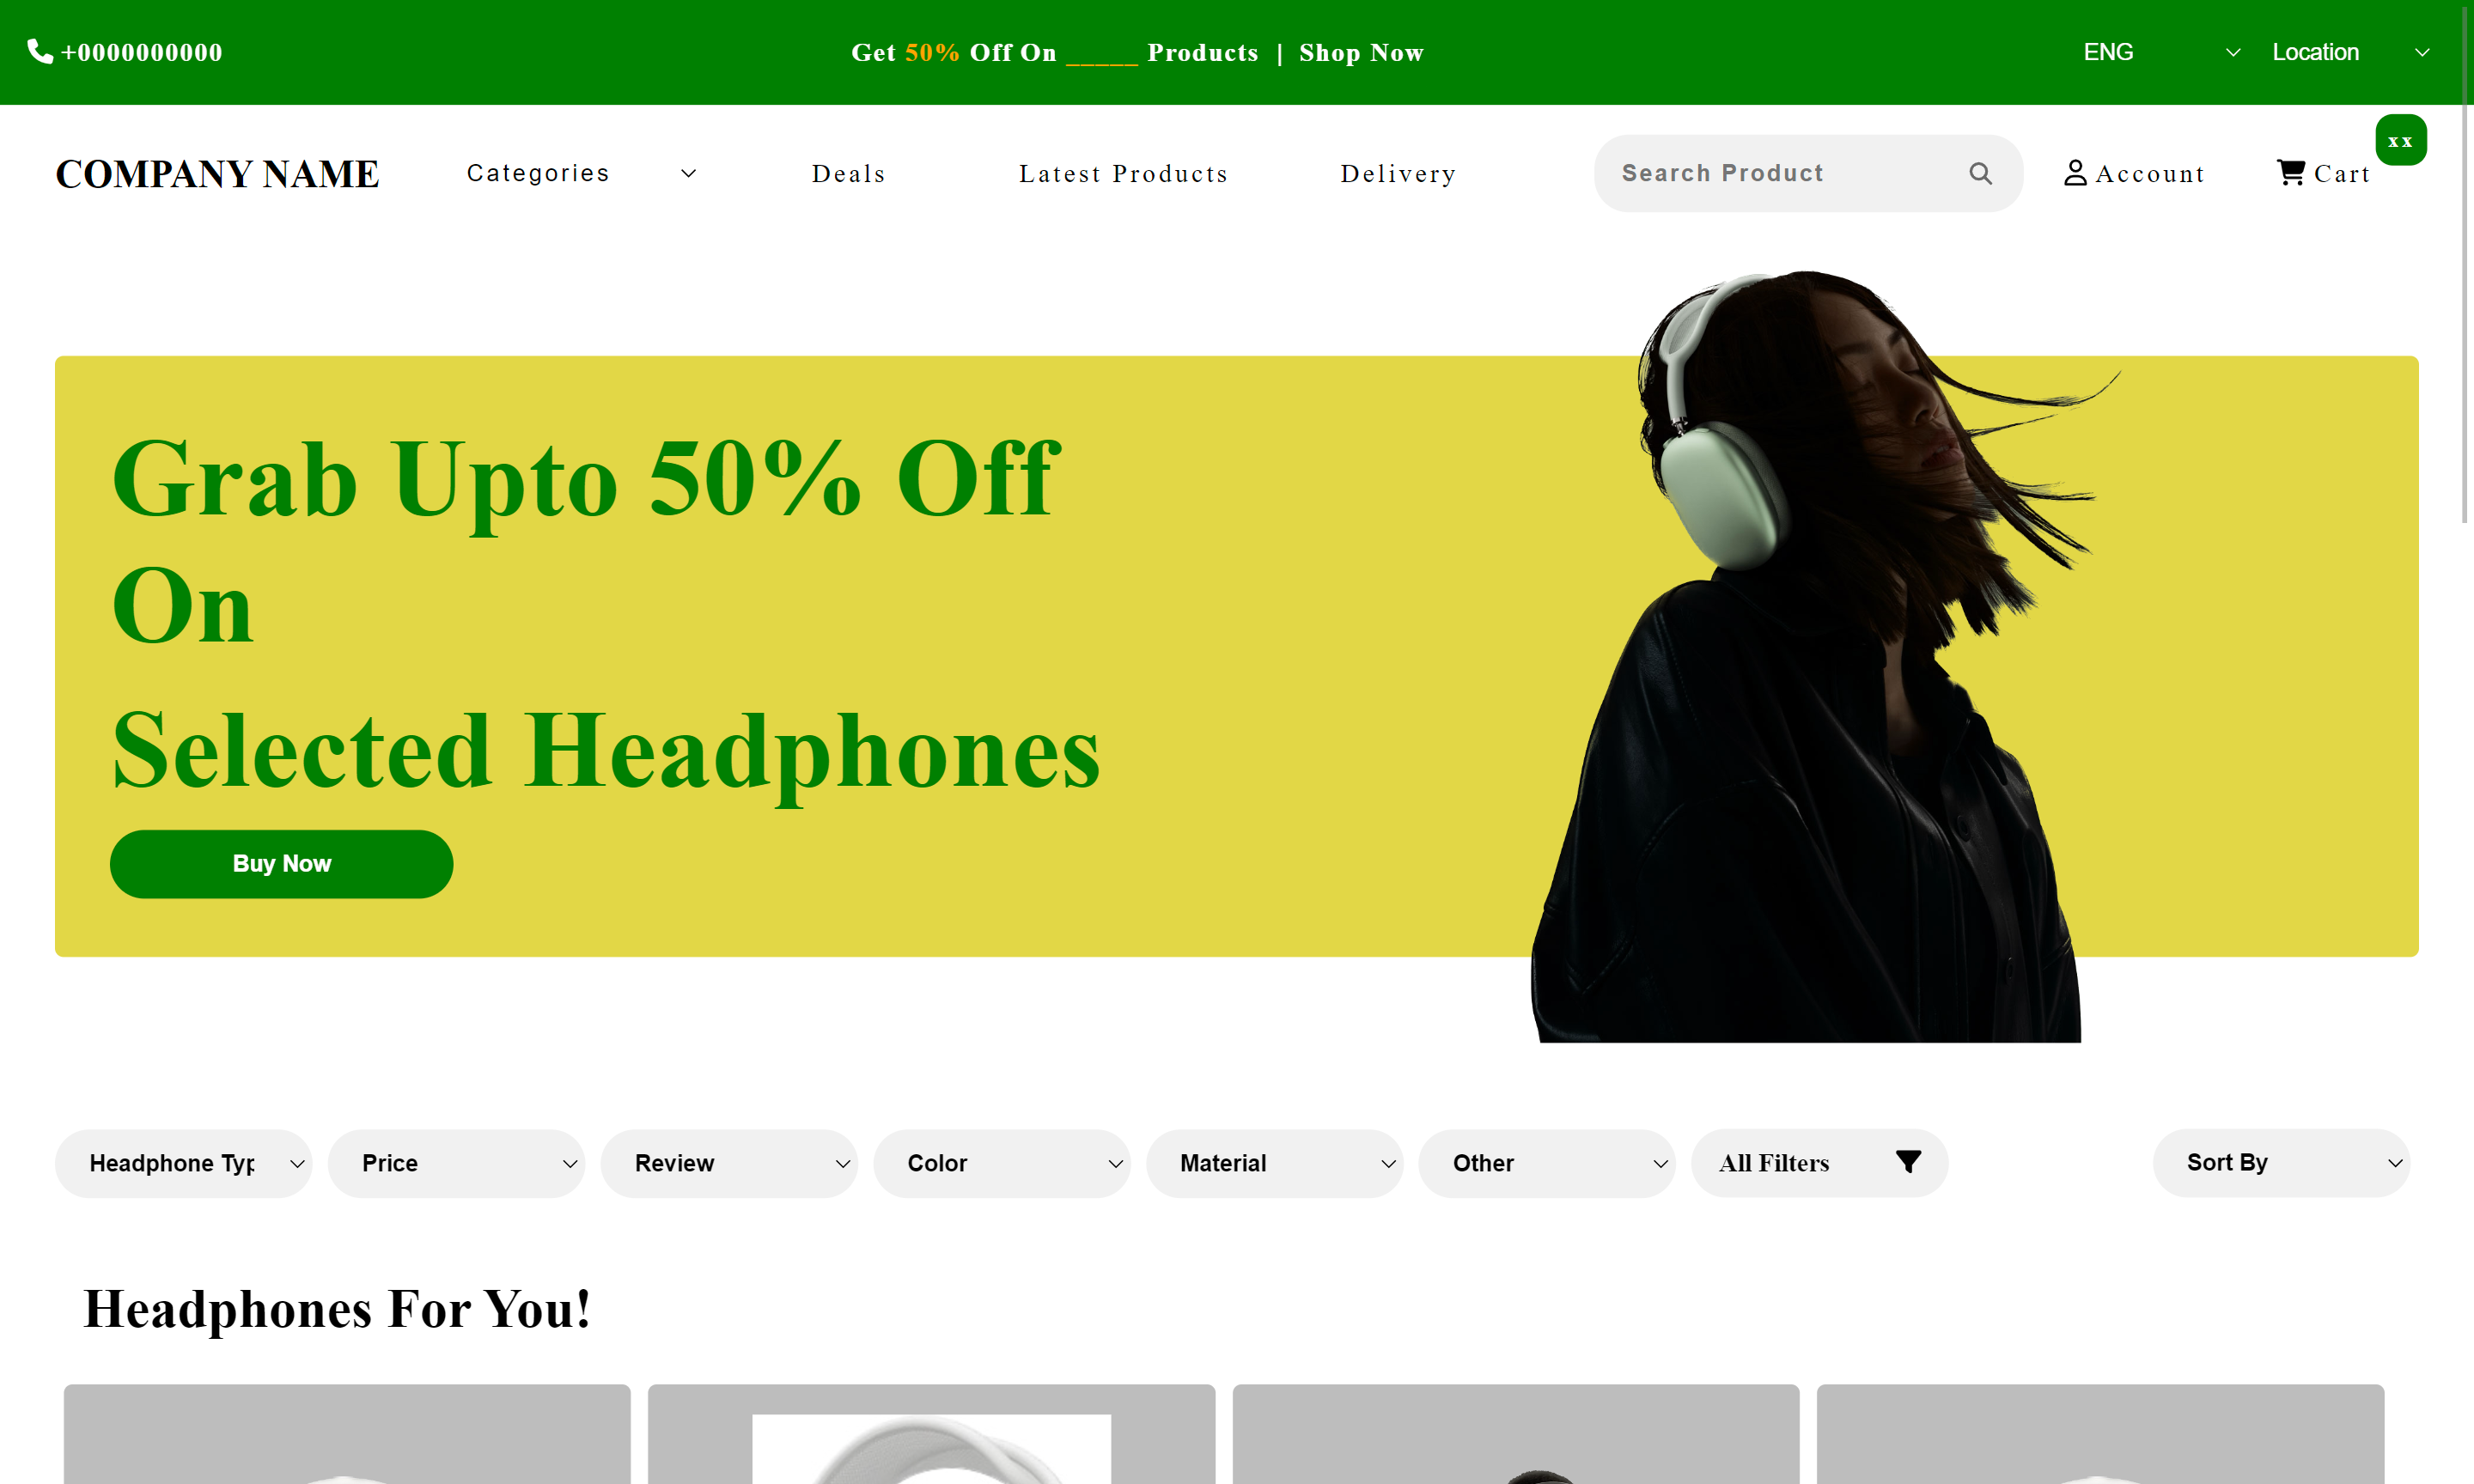 +0000000000
Get 50% Off On _____ Products | Shop Now
ENG
Location
COMPANY NAME
Categories
Deals
Latest Products
Delivery
Search Product
Account
Cart
xx
Grab Upto 50% Off
On
Selected Headphones
Buy Now
Headphone Typ
Price
Review
Color
Material
Other
All Filters
Sort By
Headphones For You!